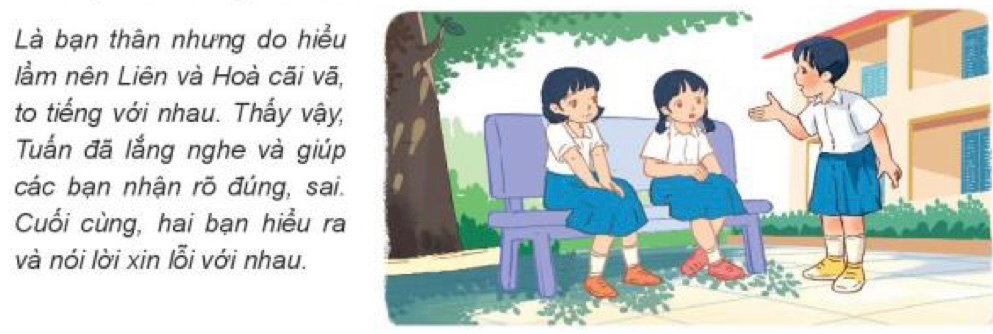 Là bạn thân nhưng do hiểu
lầm nên Liên và Hoà cãi vã,
to tiếng với nhau. Thấy vậy,
Tuấn đã lắng nghe và giúp
các bạn nhận rõ đúng, sai.
Cuối cùng, hai bạn hiểu ra
và nói lời xin lỗi với nhau.